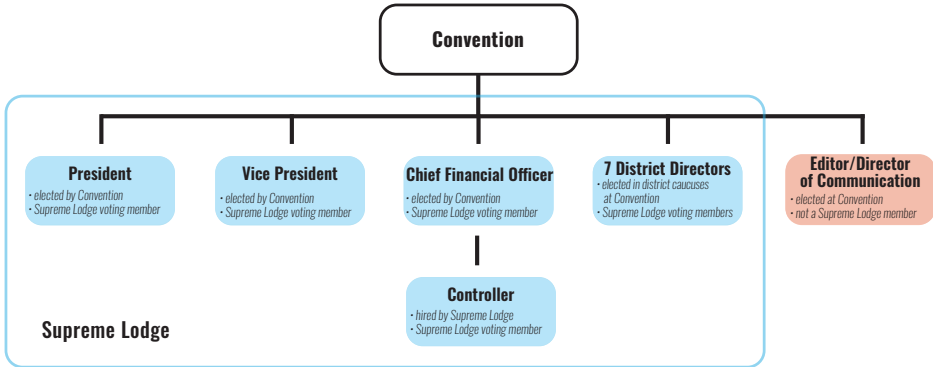 Convention
President
• elected by Convention
• Supreme Lodge voting member
Vice President
• elected by Convention
• Supreme Lodge voting member
Chief Financial Officer
• elected by Convention
• Supreme Lodge voting member
7 District Directors
• elected in district caucuses
at Convention
• Supreme Lodge voting members
Editor/Director
of Communication
• elected at Convention
• not a Supreme Lodge member
Controller
• hired by Supreme Lodge
• Supreme Lodge voting member
Supreme Lodge